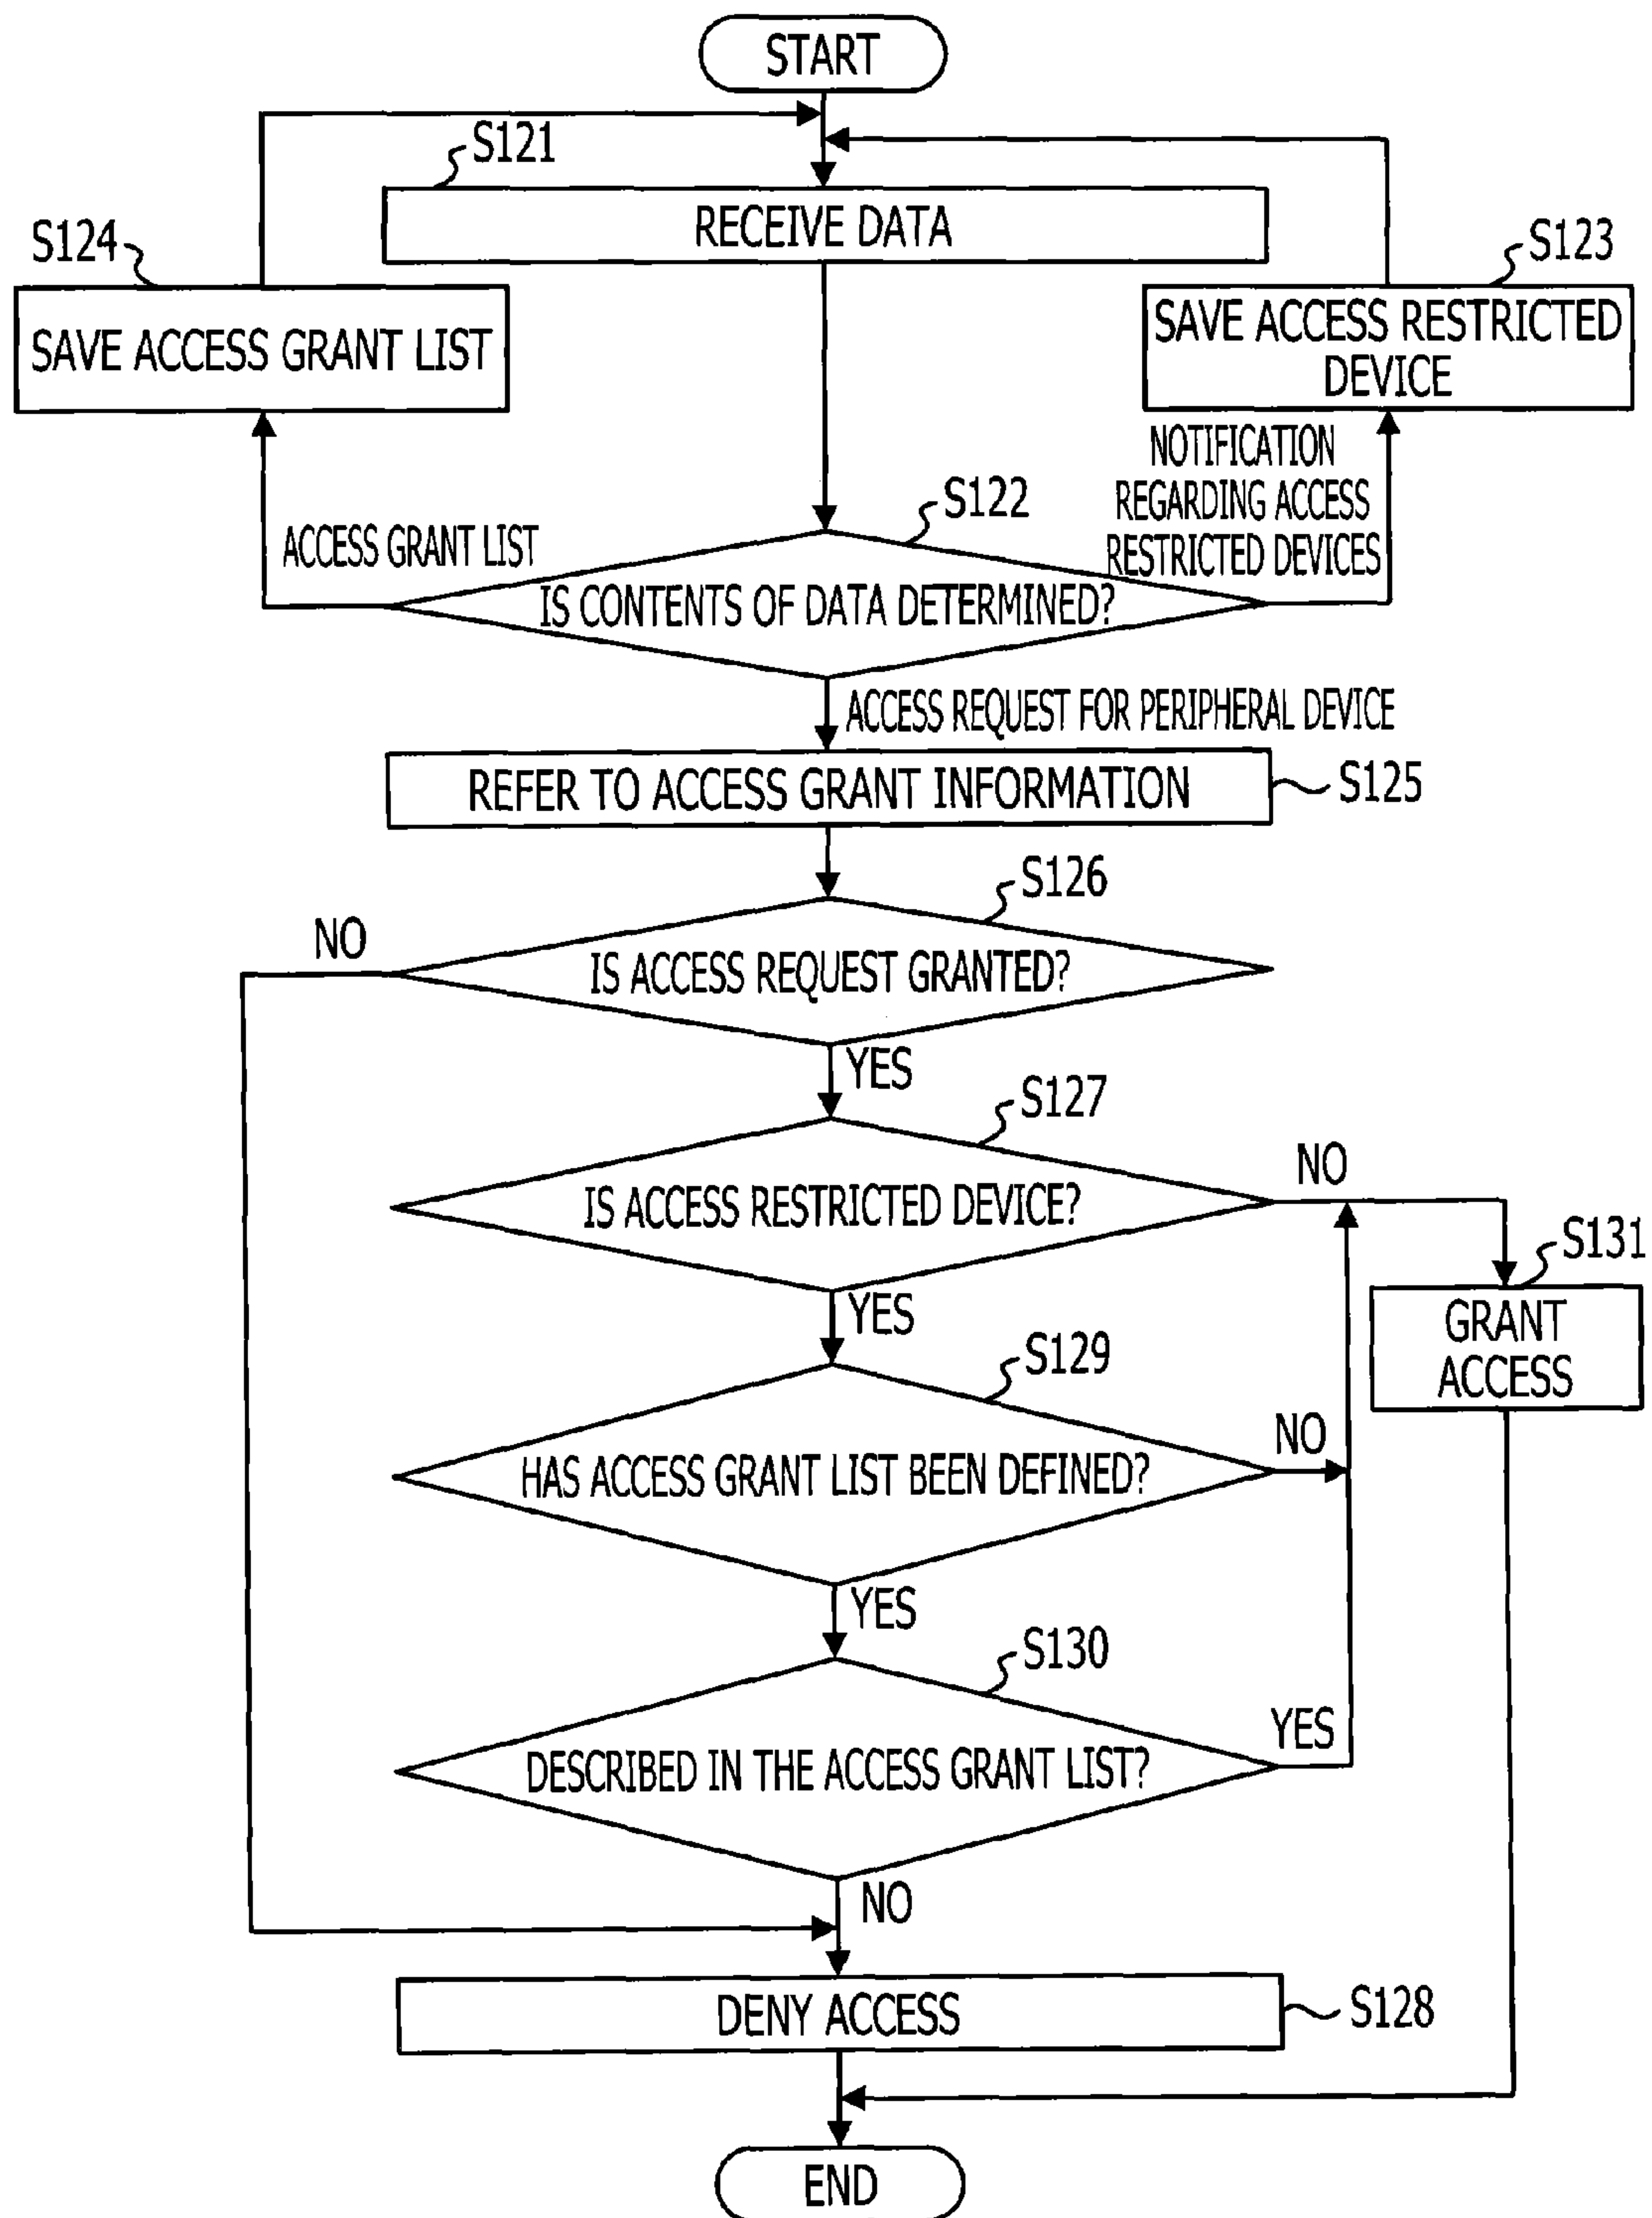 START
S121
RECEIVE DATA
S124
SAVE ACCESS GRANT LIST
S123
SAVE ACCESS RESTRICTED
DEVICE
NOTIFICATION
REGARDING ACCESS
RESTRICTED DEVICES
ACCESS GRANT LIST
S122
IS CONTENTS OF DATA DETERMINED?
ACCESS REQUEST FOR PERIPHERAL DEVICE
REFER TO ACCESS GRANT INFORMATION
S125
S126
NO
IS ACCESS REQUEST GRANTED?
YES
S127
NO
IS ACCESS RESTRICTED DEVICE?
S131
GRANT
ACCESS
YES
S129
NO
HAS ACCESS GRANT LIST BEEN DEFINED?
YES
S130
YES
DESCRIBED IN THE ACCESS GRANT LIST?
NO
DENY ACCESS
S128
END